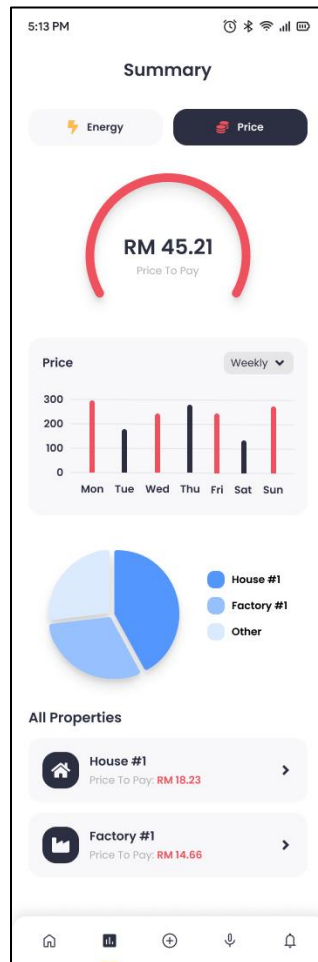 5:13 PM
Summary
Energy
Price
RM 45.21
Price To Pay
Price
Weekly
300
200
100
0
Mon Tue Wed Thu Fri Sat Sun
House #1
Factory #1
Other
All Properties
House #1
Price To Pay: RM 18.23
Factory #1
Price To Pay: RM 14.66